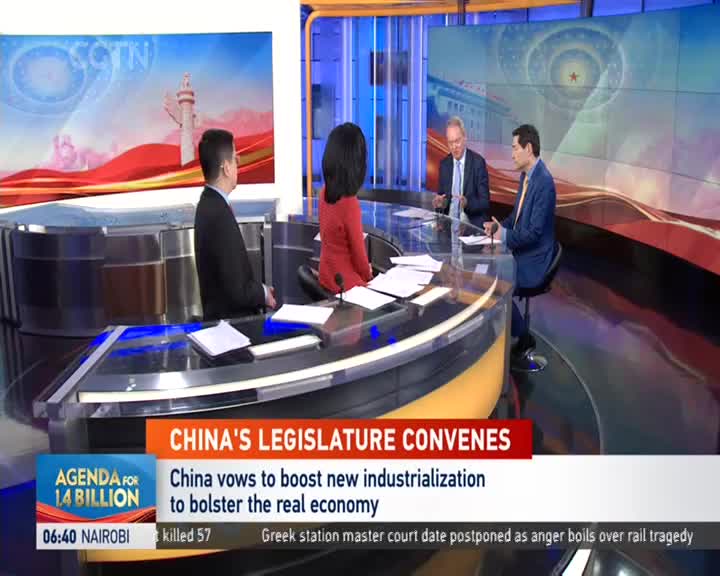 CGTN
CHINA'S LEGISLATURE CONVENES
China vows to boost new industrialization
to bolster the real economy
AGENDA FOR
1.4 BILLION
06:40 NAIROBI
t killed 57 Greek station master court date postponed as anger boils over rail tragedy